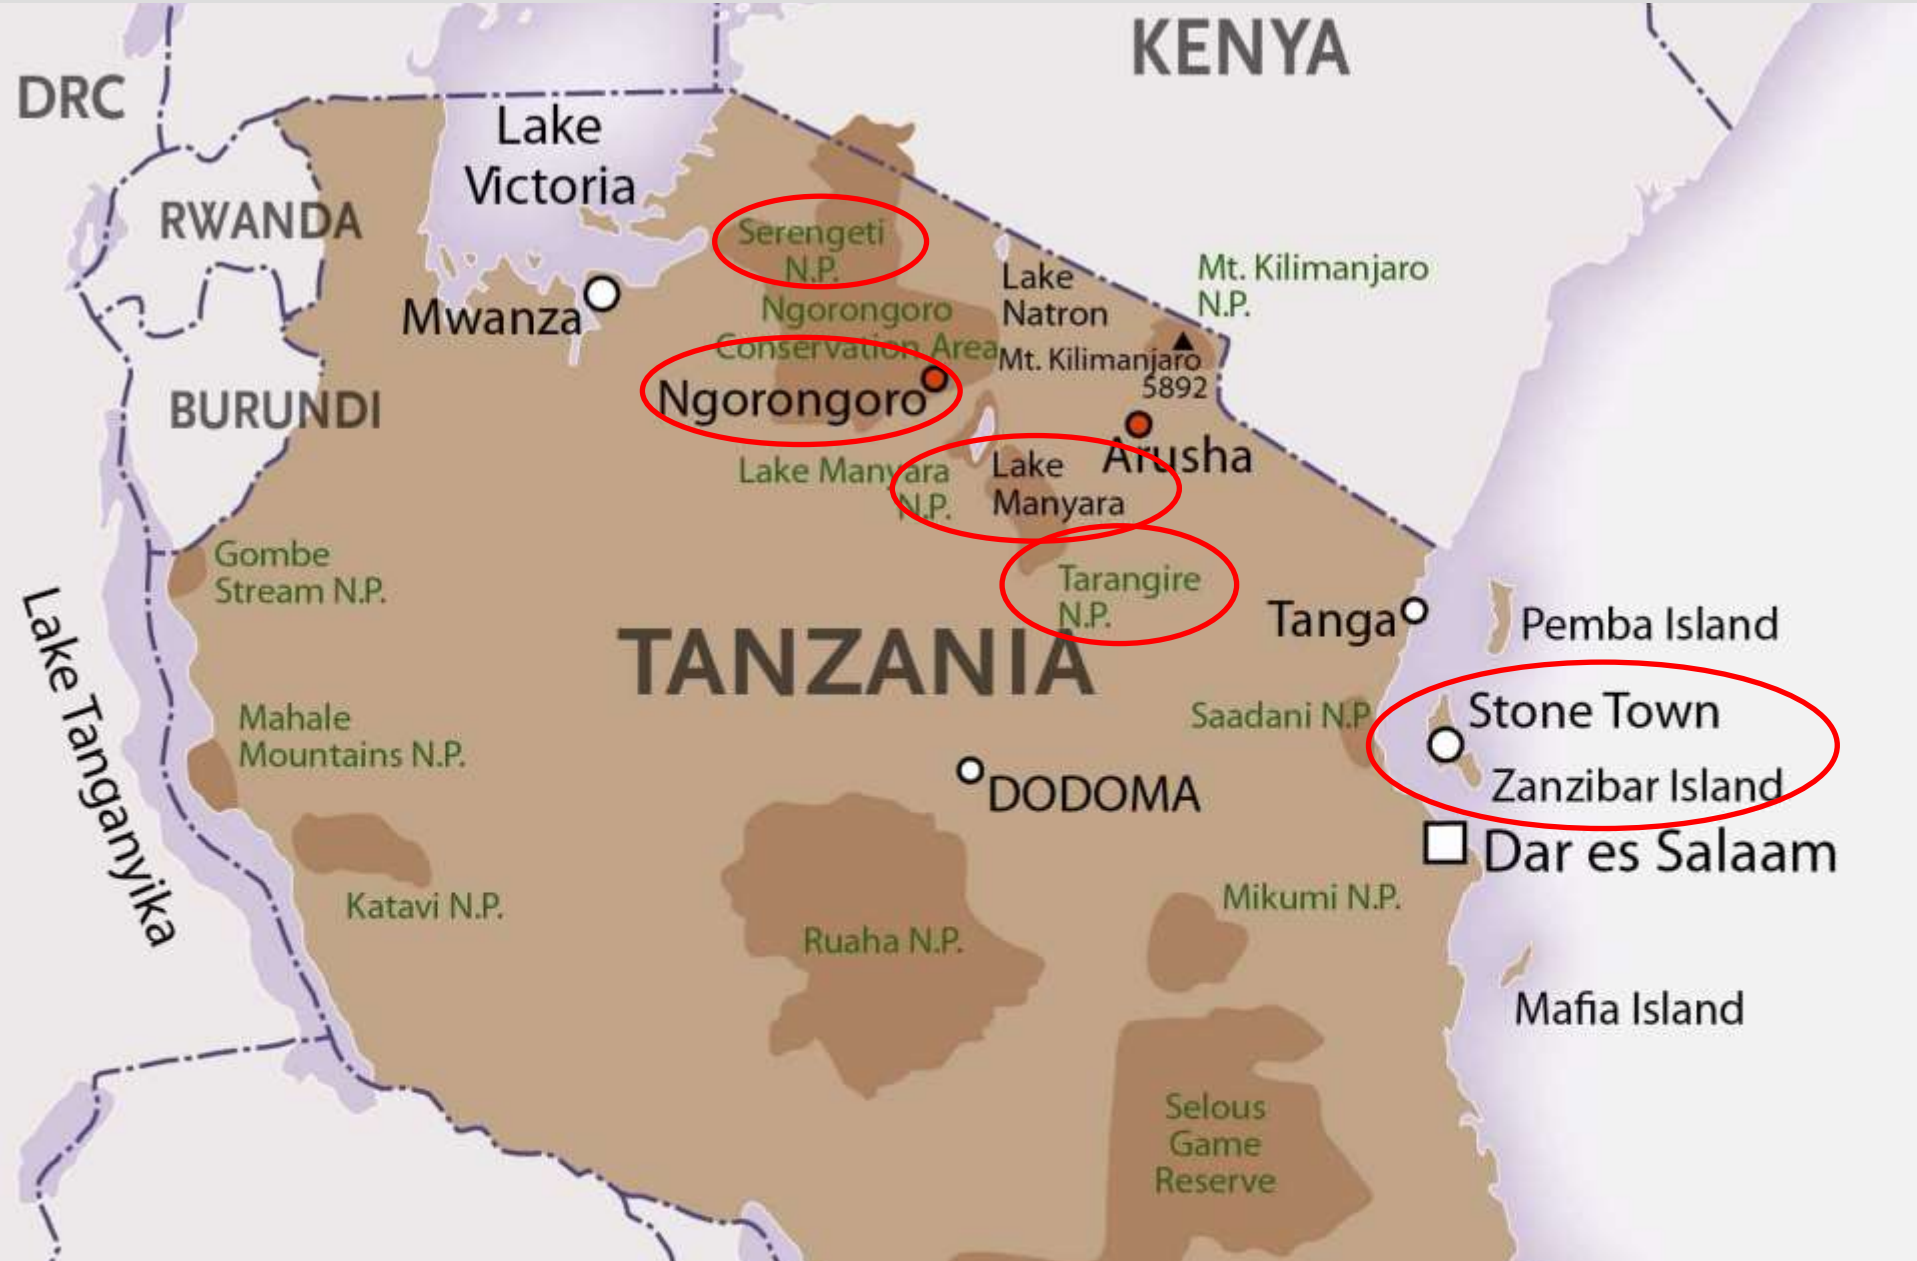 KENYA
DRC
Lake
Victoria
RWANDA
Serengeti
N.P.
Mt. Kilimanjaro
N.P.
Lake
Natron
Mwanza
Ngorongoro
Conservation Area
Mt. Kilimanjaro
5892
Ngorongoro
BURUNDI
Arusha
Lake Manyara
N.P.
Lake
Manyara
Gombe
Stream N.P.
Tarangire
N.P.
Tanga
Pemba Island
TANZANIA
Lake Tanganyika
Mahale
Mountains N.P.
Saadani N.P.
Stone Town
Zanzibar Island
DODOMA
Dar es Salaam
Katavi N.P.
Ruaha N.P.
Mikumi N.P.
Mafia Island
Selous
Game
Reserve